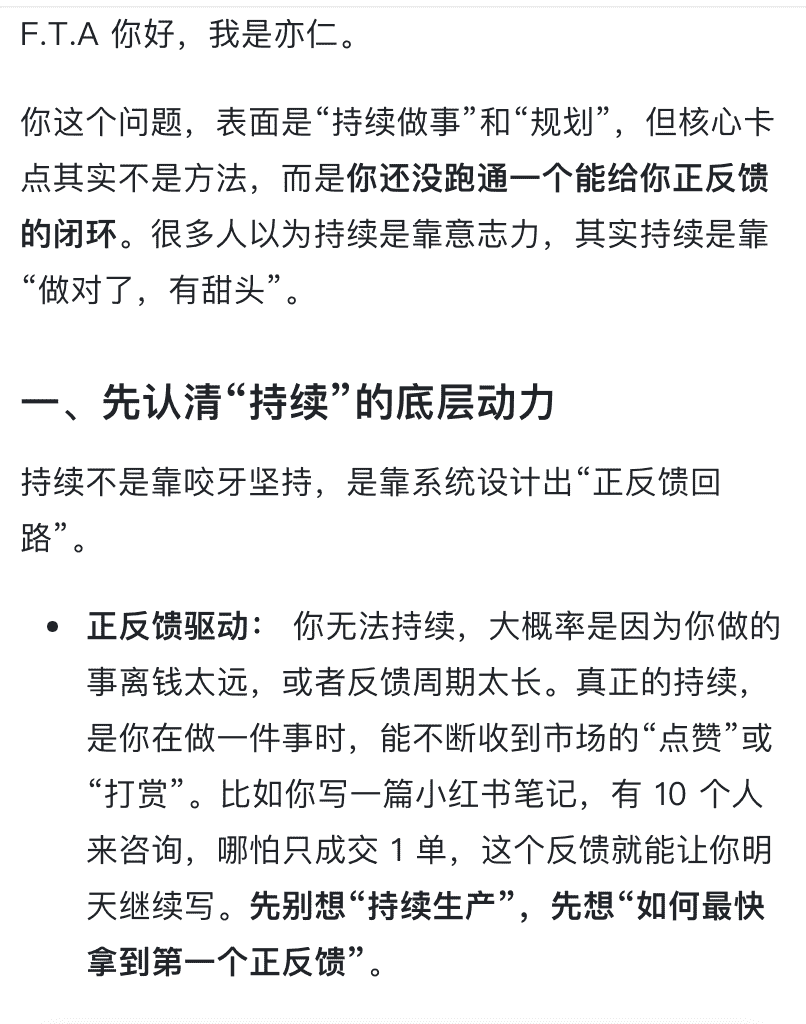 F.T.A 你好，我是亦仁。
你这个问题，表面是“持续做事”和“规划”，但核心卡
点其实不是方法，而是你还没跑通一个能给你正反馈
的闭环。很多人以为持续是靠意志力，其实持续是靠
“做对了，有甜头”。
一、先认清“持续”的底层动力
持续不是靠咬牙坚持，是靠系统设计出“正反馈回
路”。
• 正反馈驱动： 你无法持续，大概率是因为你做的
事离钱太远，或者反馈周期太长。真正的持续，
是你在做一件事时，能不断收到市场的“点赞”或
“打赏”。比如你写一篇小红书笔记，有 10 个人
来咨询，哪怕只成交 1 单，这个反馈就能让你明
天继续写。先别想“持续生产”，先想“如何最快
拿到第一个正反馈”。